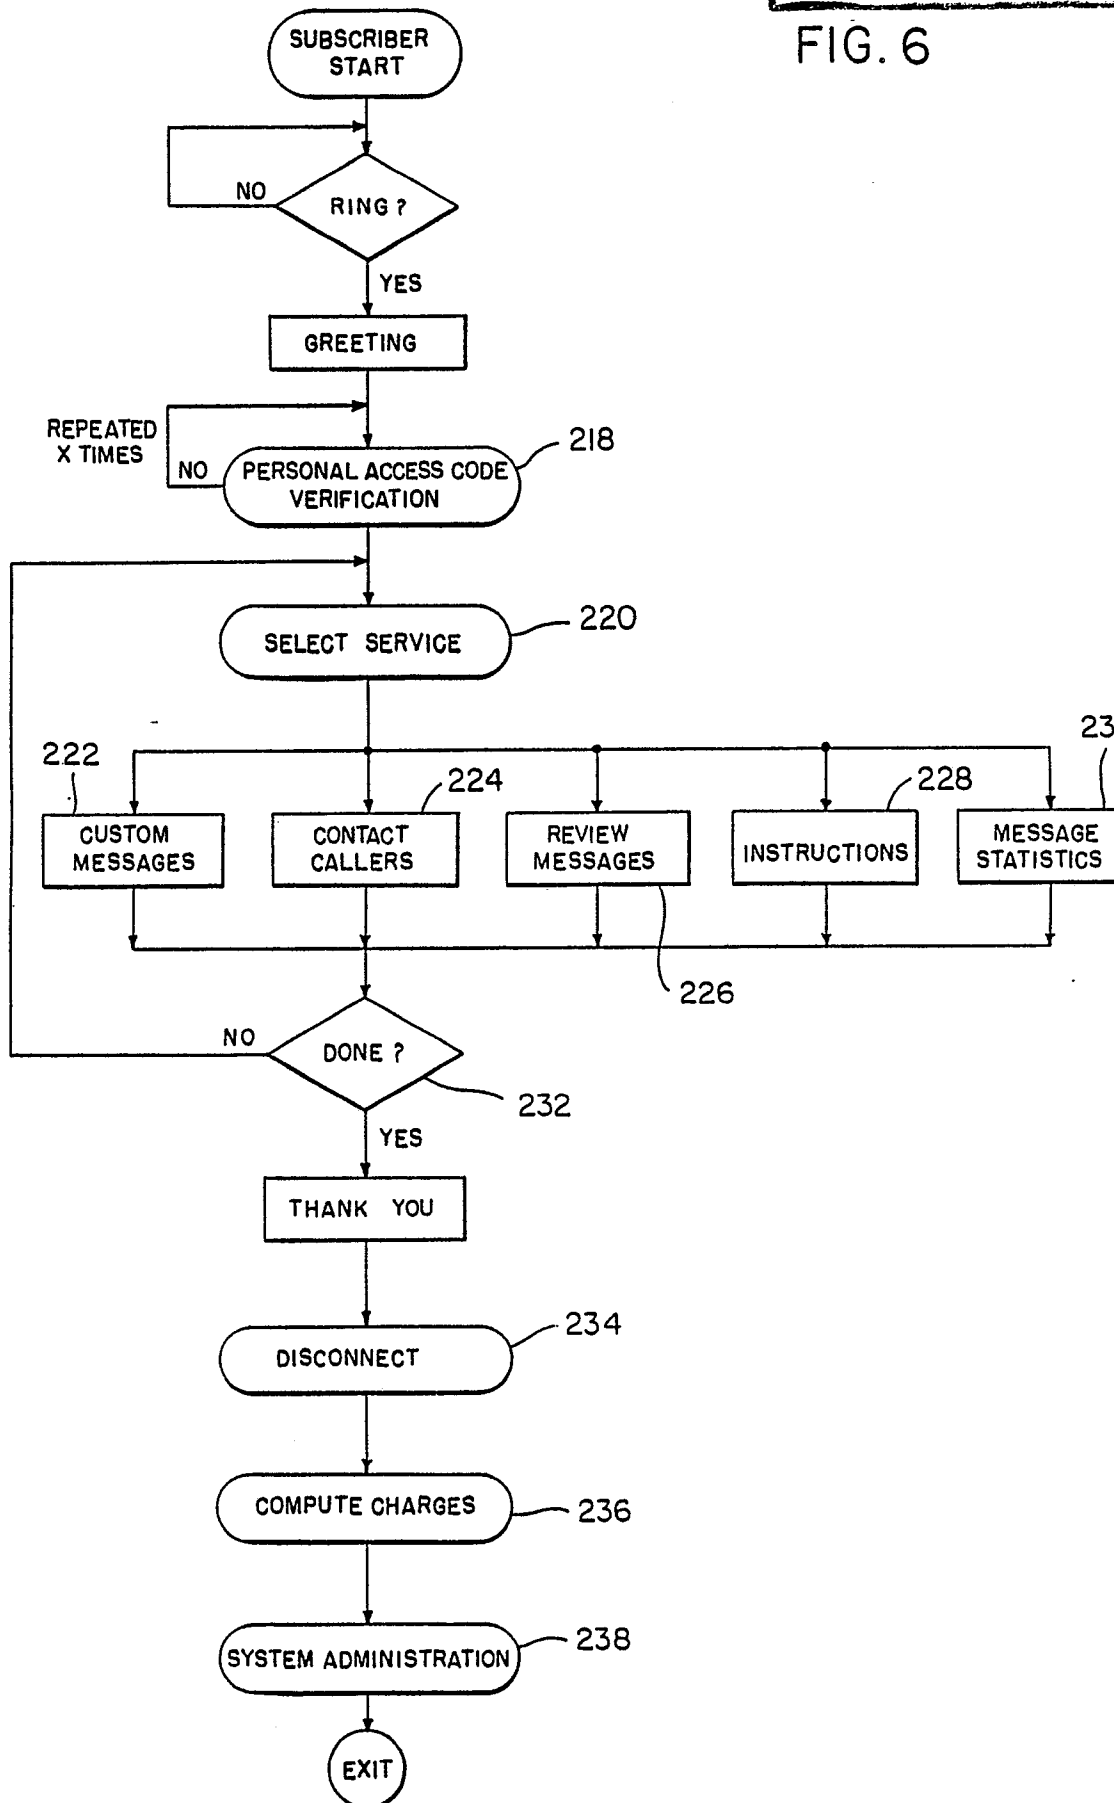 FIG. 6
SUBSCRIBER
START
RING ?
NO
YES
GREETING
REPEATED
X TIMES
NO
PERSONAL ACCESS CODE
VERIFICATION
218
SELECT SERVICE
220
222
CUSTOM
MESSAGES
224
CONTACT
CALLERS
REVIEW
MESSAGES
226
228
INSTRUCTIONS
MESSAGE
STATISTICS
DONE ?
NO
232
YES
THANK YOU
DISCONNECT
234
COMPUTE CHARGES
236
SYSTEM ADMINISTRATION
238
EXIT